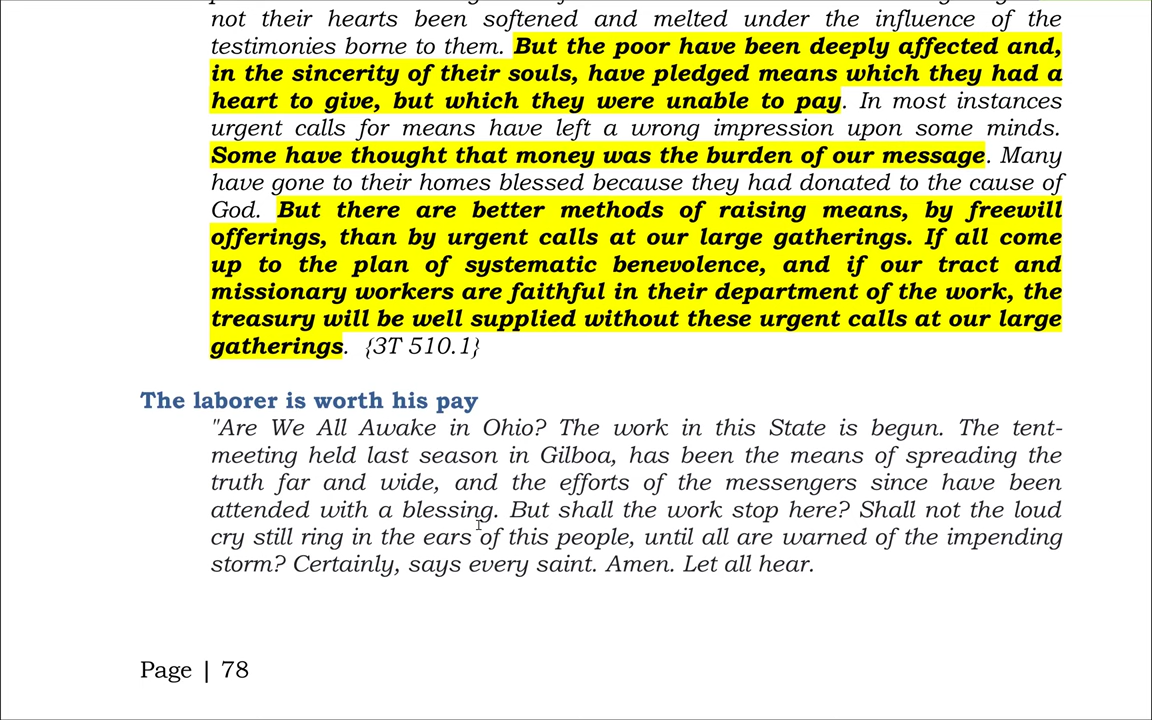 not their hearts been softened and melted under the influence of the
testimonies borne to them. But the poor have been deeply affected and,
in the sincerity of their souls, have pledged means which they had a
heart to give, but which they were unable to pay. In most instances
urgent calls for means have left a wrong impression upon some minds.
Some have thought that money was the burden of our message. Many
have gone to their homes blessed because they had donated to the cause of
God. But there are better methods of raising means, by freewill
offerings, than by urgent calls at our large gatherings. If all come
up to the plan of systematic benevolence, and if our tract and
missionary workers are faithful in their department of the work, the
treasury will be well supplied without these urgent calls at our large
gatherings. {3T 510.1}
The laborer is worth his pay
"Are We All Awake in Ohio? The work in this State is begun. The tent-
meeting held last season in Gilboa, has been the means of spreading the
truth far and wide, and the efforts of the messengers since have been
attended with a blessing. But shall the work stop here? Shall not the loud
cry still ring in the ears of this people, until all are warned of the impending
storm? Certainly, says every saint. Amen. Let all hear.
Page | 78